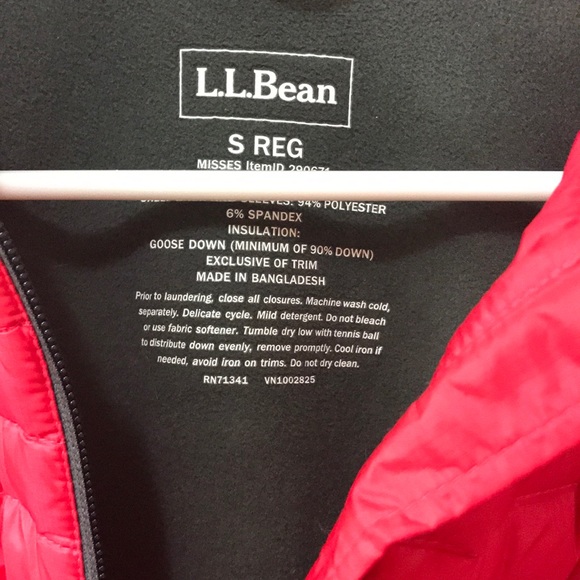 L.L.Bean
S REG
MISSES ItemID 290671
SLEEVES: 94% POLYESTER
6% SPANDEX
INSULATION:
GOOSE DOWN (MINIMUM OF 90% DOWN)
EXCLUSIVE OF TRIM
MADE IN BANGLADESH
Prior to laundering, close all closures. Machine wash cold,
separately. Delicate cycle. Mild detergent. Do not bleach
or use fabric softener. Tumble dry low with tennis ball
to distribute down evenly, remove promptly. Cool iron if
needed, avoid iron on trims. Do not dry clean.
RN71341 VN1002825